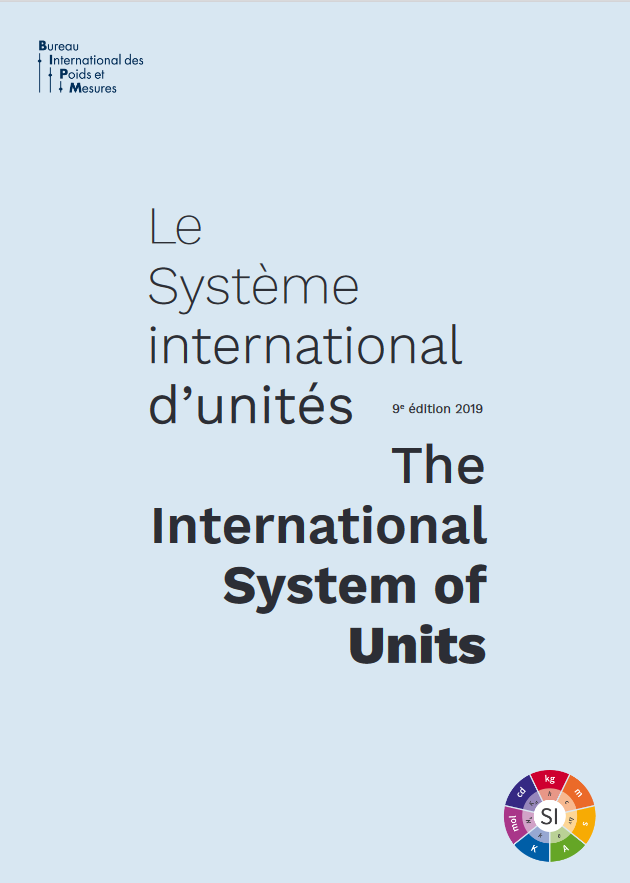 Bureau
International des
Poids et
Mesures
Le
Système
international
d’unités
9ᵉ édition 2019
The
International
System of
Units
kg
m
s
A
K
mol
cd
SI